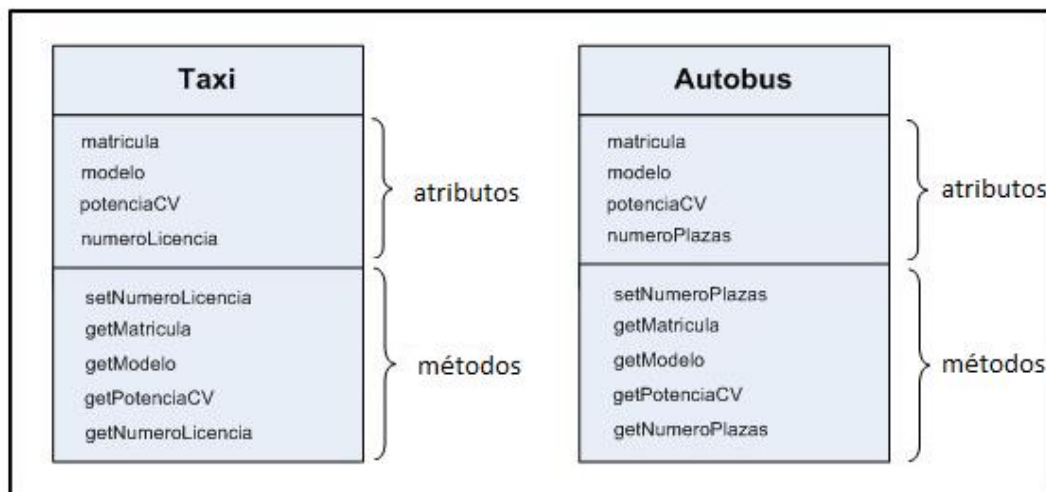 Taxi
matricula
modelo
potenciaCV
numeroLicencia
atributos
setNumeroLicencia
getMatricula
getModelo
getPotenciaCV
getNumeroLicencia
métodos
Autobus
matricula
modelo
potenciaCV
numeroPlazas
atributos
setNumeroPlazas
getMatricula
getModelo
getPotenciaCV
getNumeroPlazas
métodos